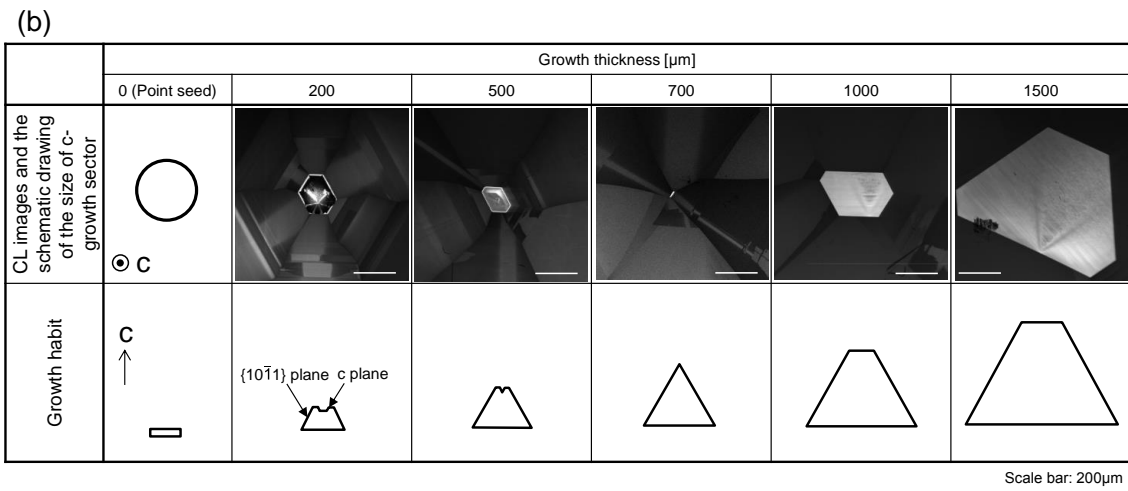 (b)
Growth thickness [µm]
0 (Point seed)
200
500
700
1000
1500
CL images and the
schematic drawing
of the size of c-
growth sector
C
Growth habit
C
{101̄1} plane
c plane
Scale bar: 200µm